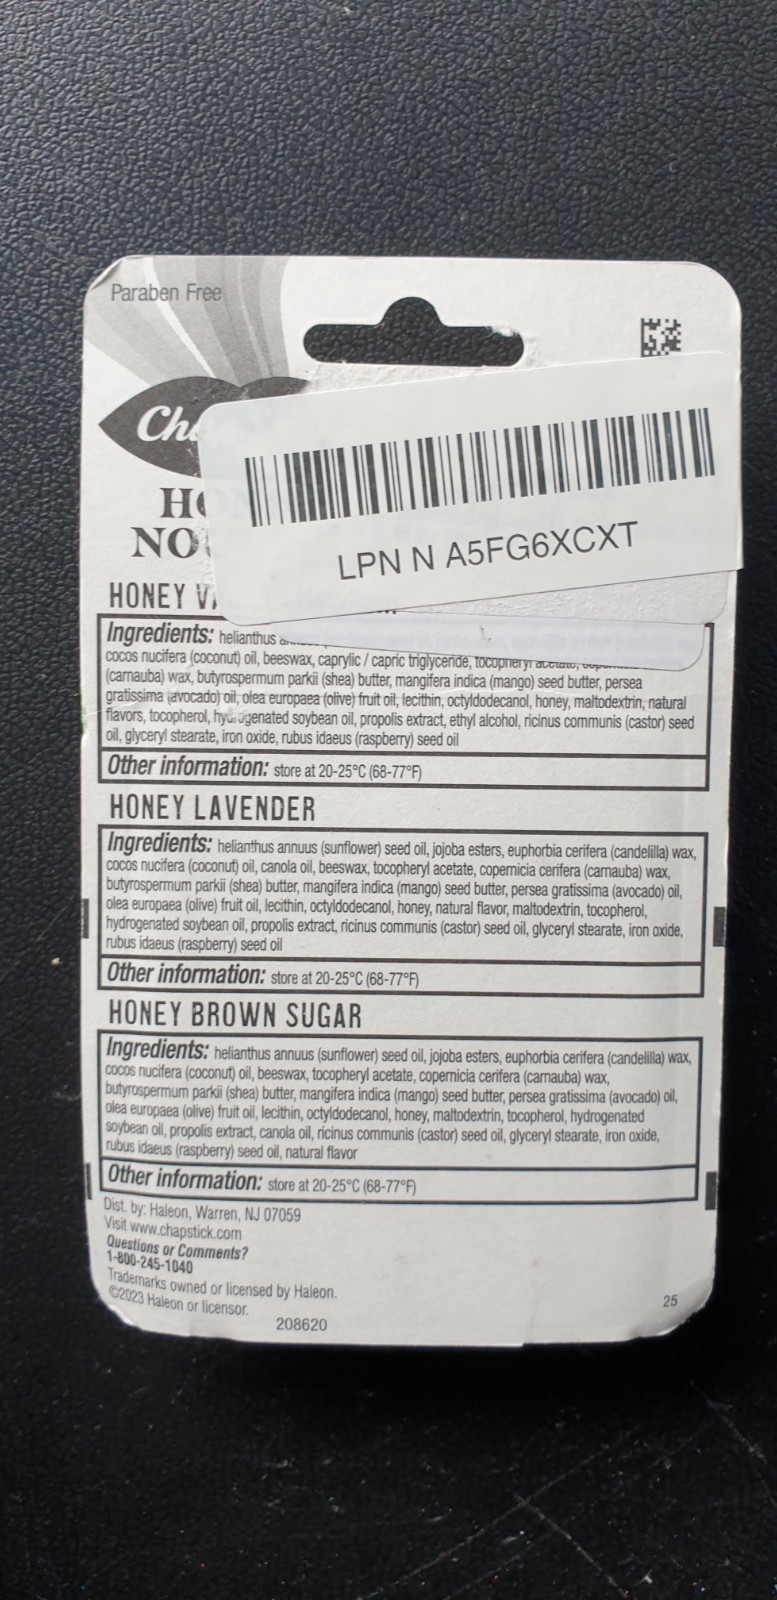 Paraben Free
LPN N A5FG6XCXT
HONEY
Ingredients: helianthus
cocos nucifera (coconut) oil, beeswax, caprylic / capric triglyceride, tocopheryl acetate,
(carnauba) wax, butyrospermum parkii (shea) butter, mangifera indica (mango) seed butter, persea
gratissima (avocado) oil, olea europaea (olive) fruit oil, lecithin, octyldodecanol, honey, maltodextrin, natural
flavors, tocopherol, hydrogenated soybean oil, propolis extract, ethyl alcohol, ricinus communis (castor) seed
oil, glyceryl stearate, iron oxide, rubus idaeus (raspberry) seed oil
Other information: store at 20-25°C (68-77°F)
HONEY LAVENDER
Ingredients: helianthus annuus (sunflower) seed oil, jojoba esters, euphorbia cerifera (candelilla) wax,
cocos nucifera (coconut) oil, canola oil, beeswax, tocopheryl acetate, copernicia cerifera (carnauba) wax,
butyrospermum parkii (shea) butter, mangifera indica (mango) seed butter, persea gratissima (avocado) oil,
olea europaea (olive) fruit oil, lecithin, octyldodecanol, honey, natural flavor, maltodextrin, tocopherol,
hydrogenated soybean oil, propolis extract, ricinus communis (castor) seed oil, glyceryl stearate, iron oxide,
rubus idaeus (raspberry) seed oil
Other information: store at 20-25°C (68-77°F)
HONEY BROWN SUGAR
Ingredients: helianthus annuus (sunflower) seed oil, jojoba esters, euphorbia cerifera (candelilla) wax,
cocos nucifera (coconut) oil, beeswax, tocopheryl acetate, copernicia cerifera (carnauba) wax,
butyrospermum parkii (shea) butter, mangifera indica (mango) seed butter, persea gratissima (avocado) oil,
olea europaea (olive) fruit oil, lecithin, octyldodecanol, honey, maltodextrin, tocopherol, hydrogenated
soybean oil, propolis extract, canola oil, ricinus communis (castor) seed oil, glyceryl stearate, iron oxide,
rubus idaeus (raspberry) seed oil, natural flavor
Other information: store at 20-25°C (68-77°F)
Dist. by: Haleon, Warren, NJ 07059
Visit www.chapstick.com
Questions or Comments?
1-800-245-1040
Trademarks owned or licensed by Haleon.
©2023 Haleon or licensor.
208620
25